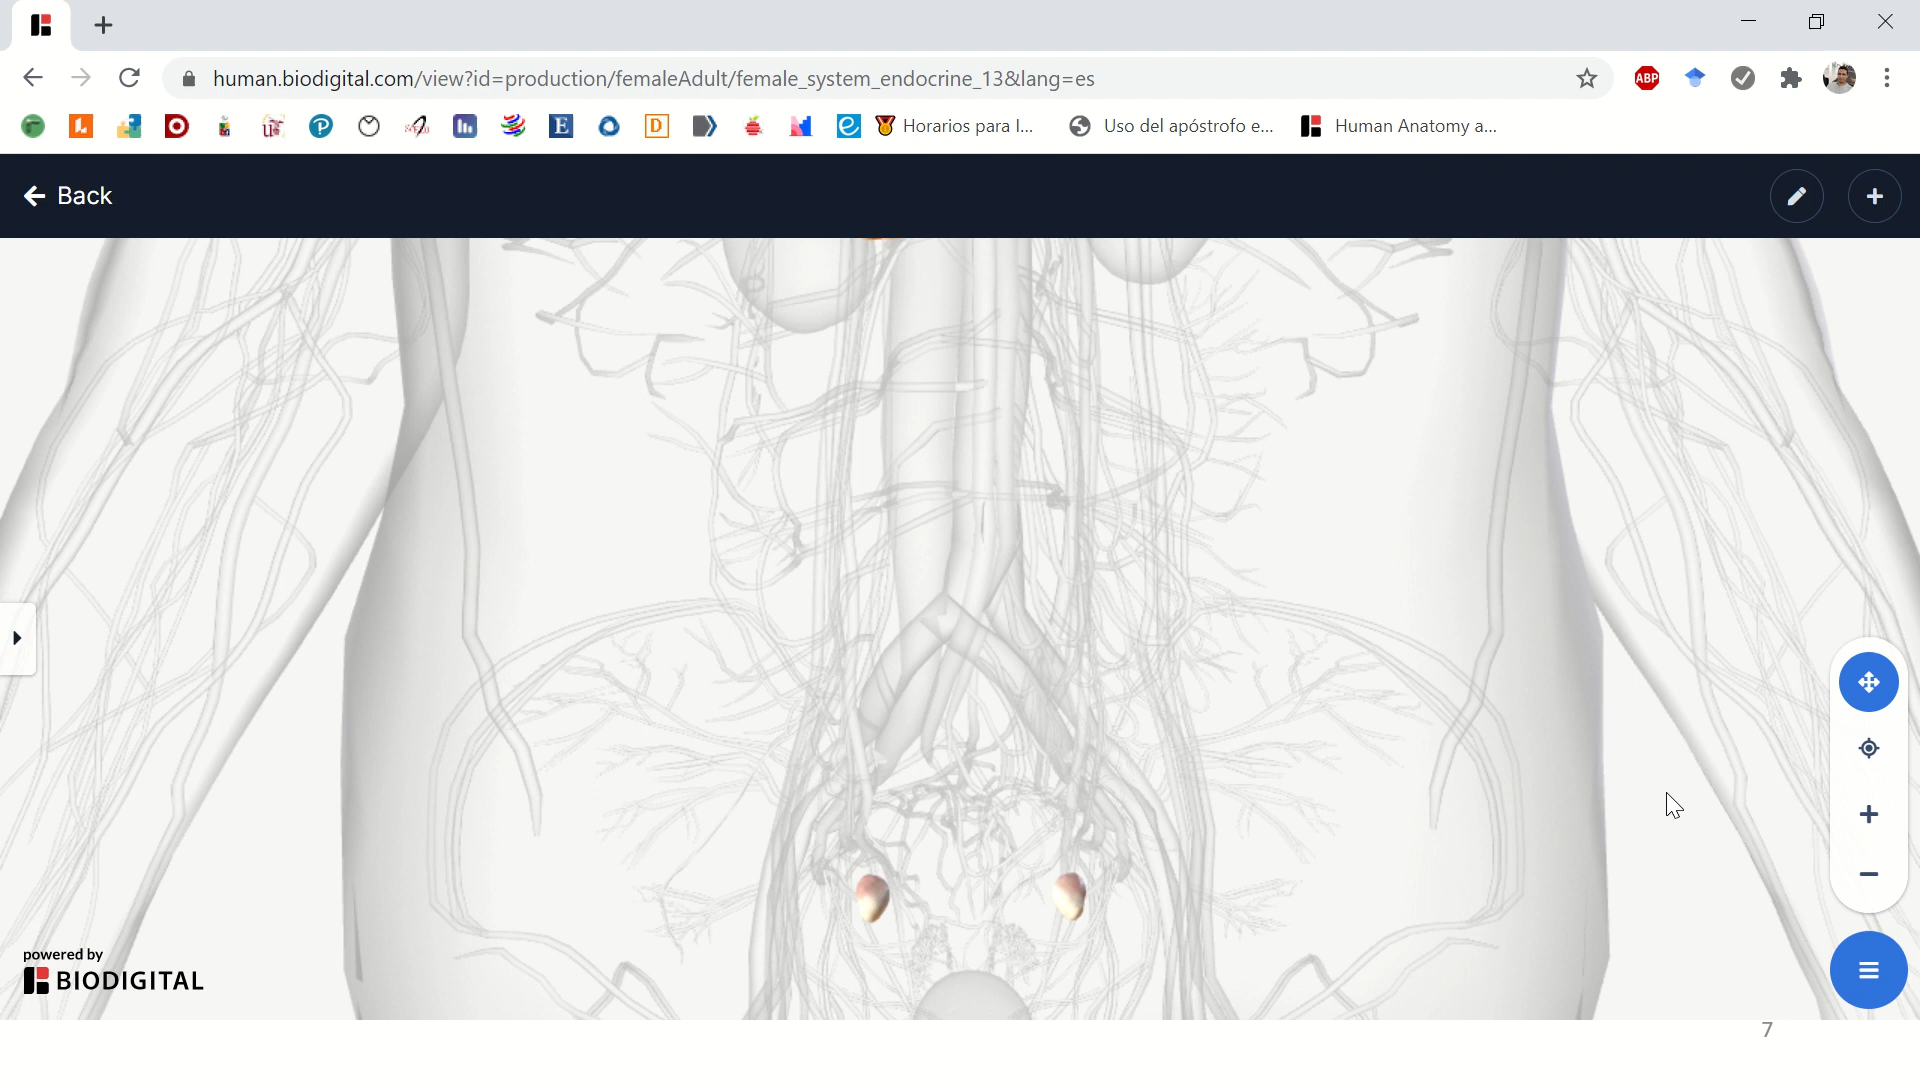 human.biodigital.com/view?id=production/femaleAdult/female_system_endocrine_13&lang=es
ABP
Horarios para l...
Uso del apóstrofo e...
Human Anatomy a...
Back
powered by
BIODIGITAL
7